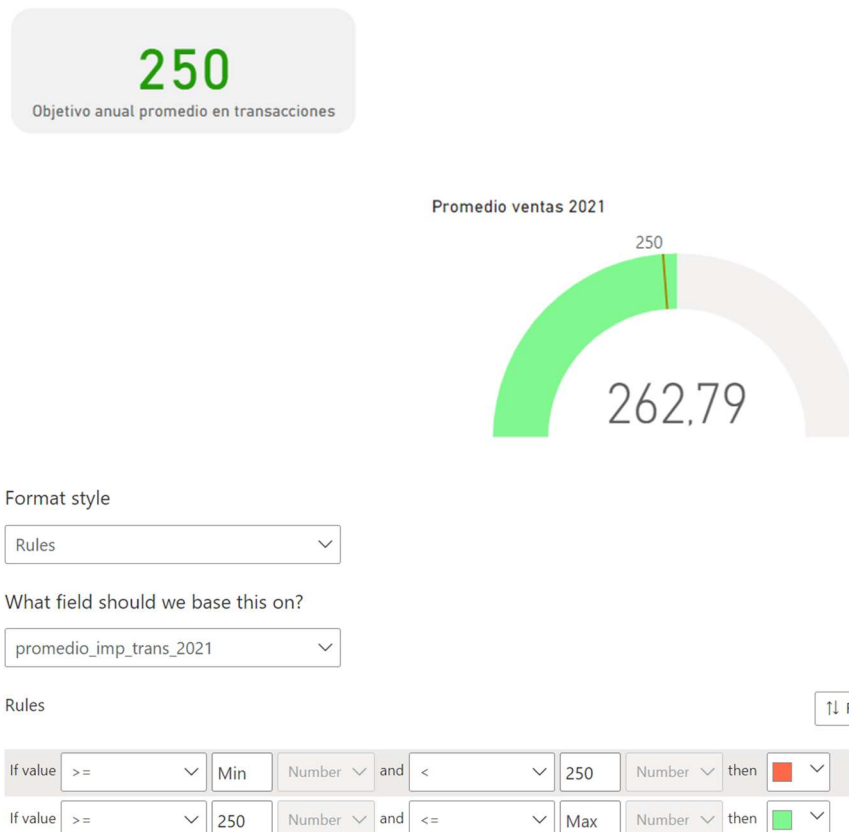 250
Objetivo anual promedio en transacciones
Promedio ventas 2021
250
262,79
Format style
Rules
What field should we base this on?
promedio_imp_trans_2021
Rules
If value >= Min Number and < 250 Number then
If value >= 250 Number and <= Max Number then